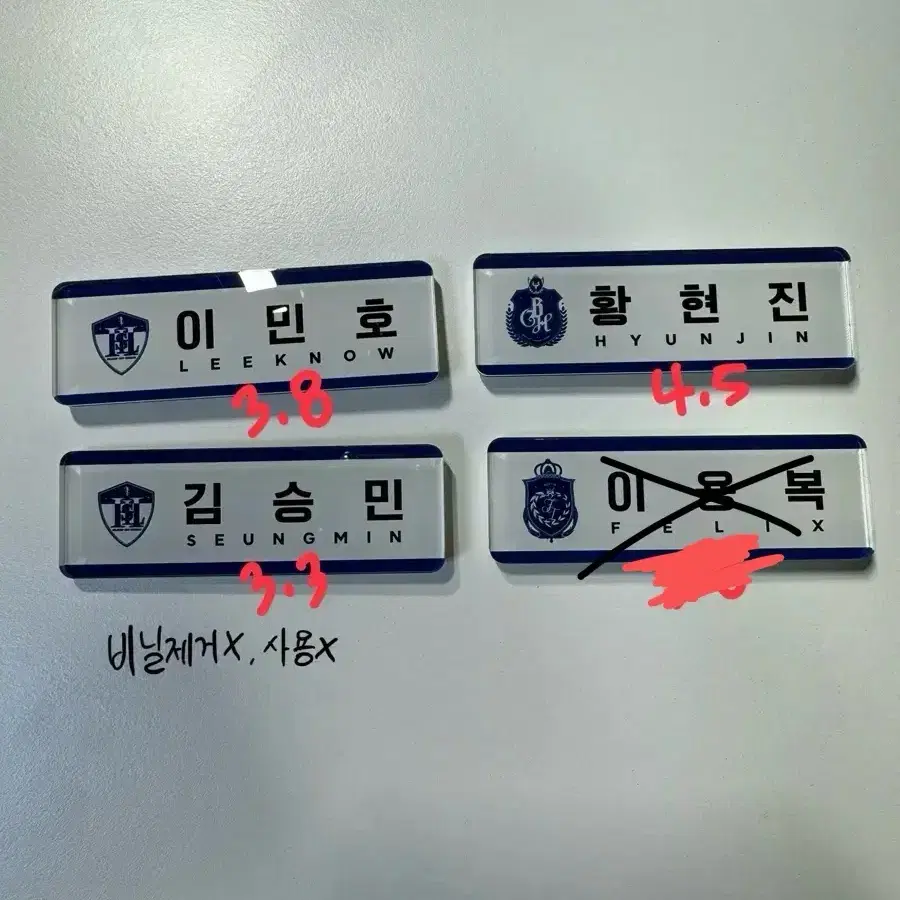 이 민 호
LEEKNOW
3.8
황 현 진
HYUNJIN
4.5
김 승 민
SEUNGMIN
3.3
이 용 복
FELIX
비닐제거X, 사용X